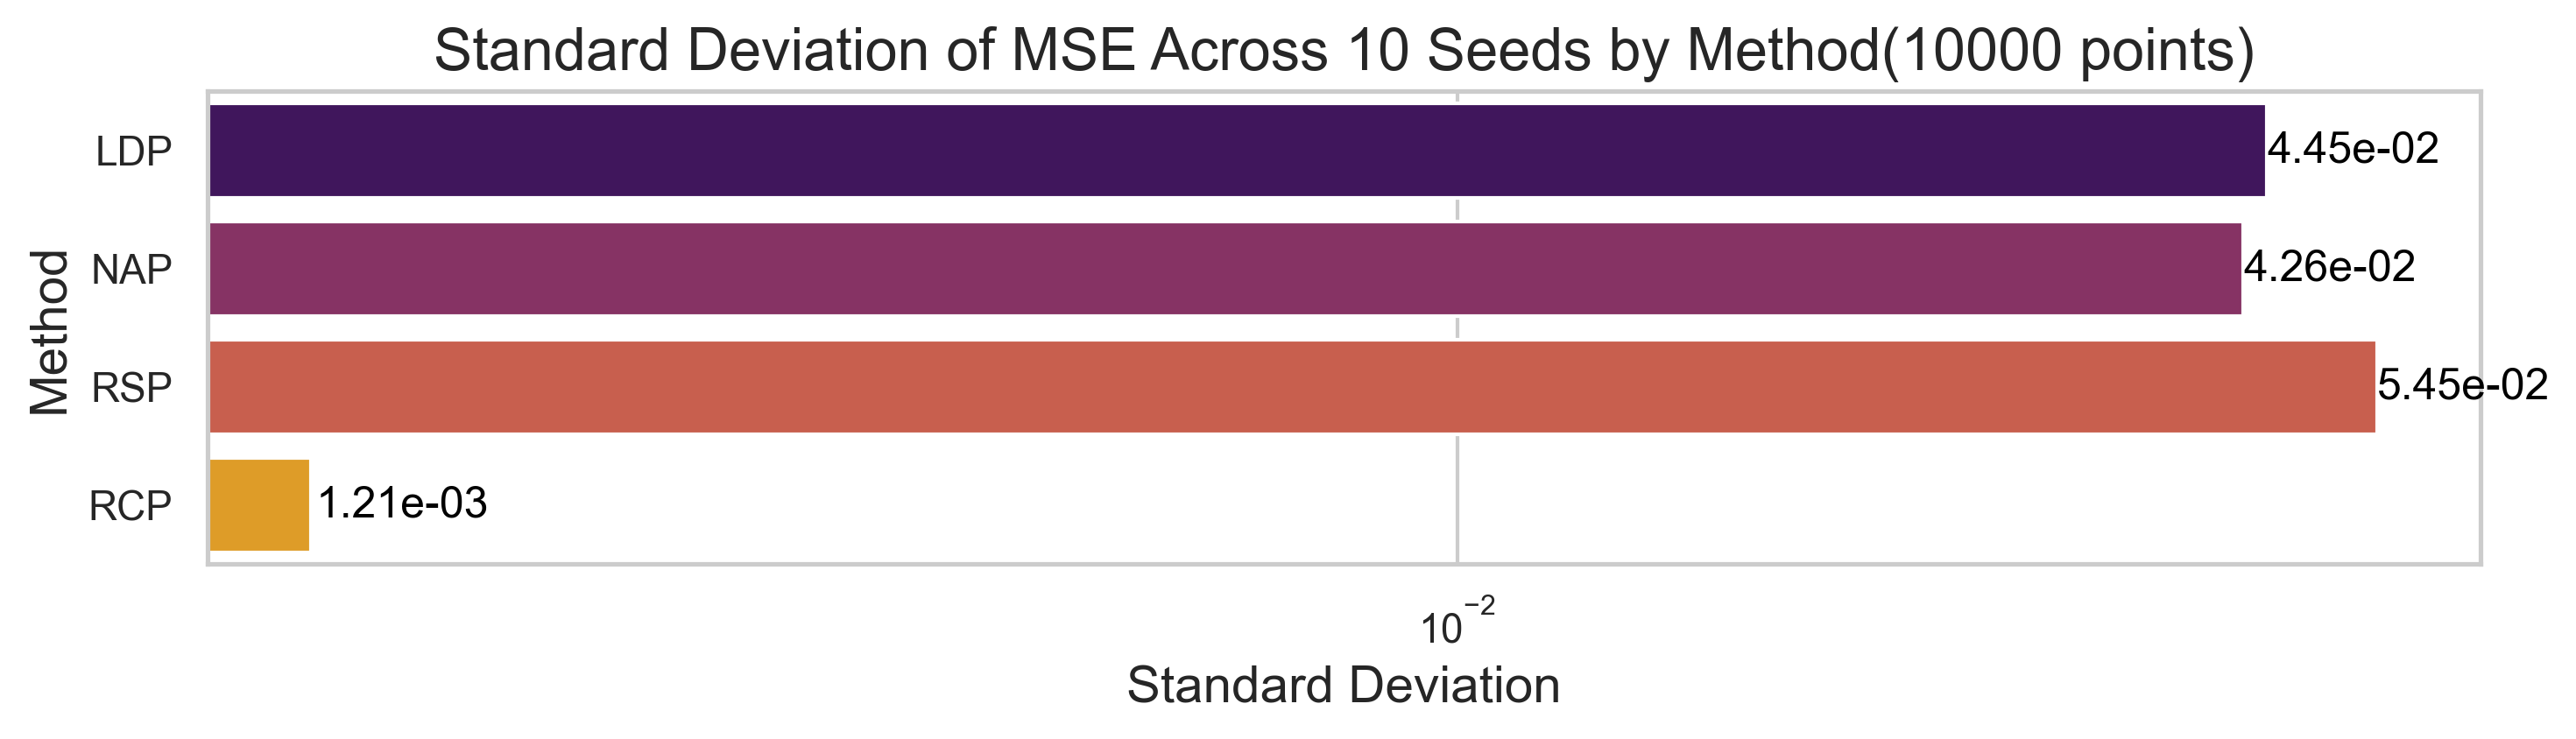 Standard Deviation of MSE Across 10 Seeds by Method(10000 points)
LDP
4.45e-02
NAP
4.26e-02
Method
RSP
5.45e-02
RCP
1.21e-03
10⁻²
Standard Deviation